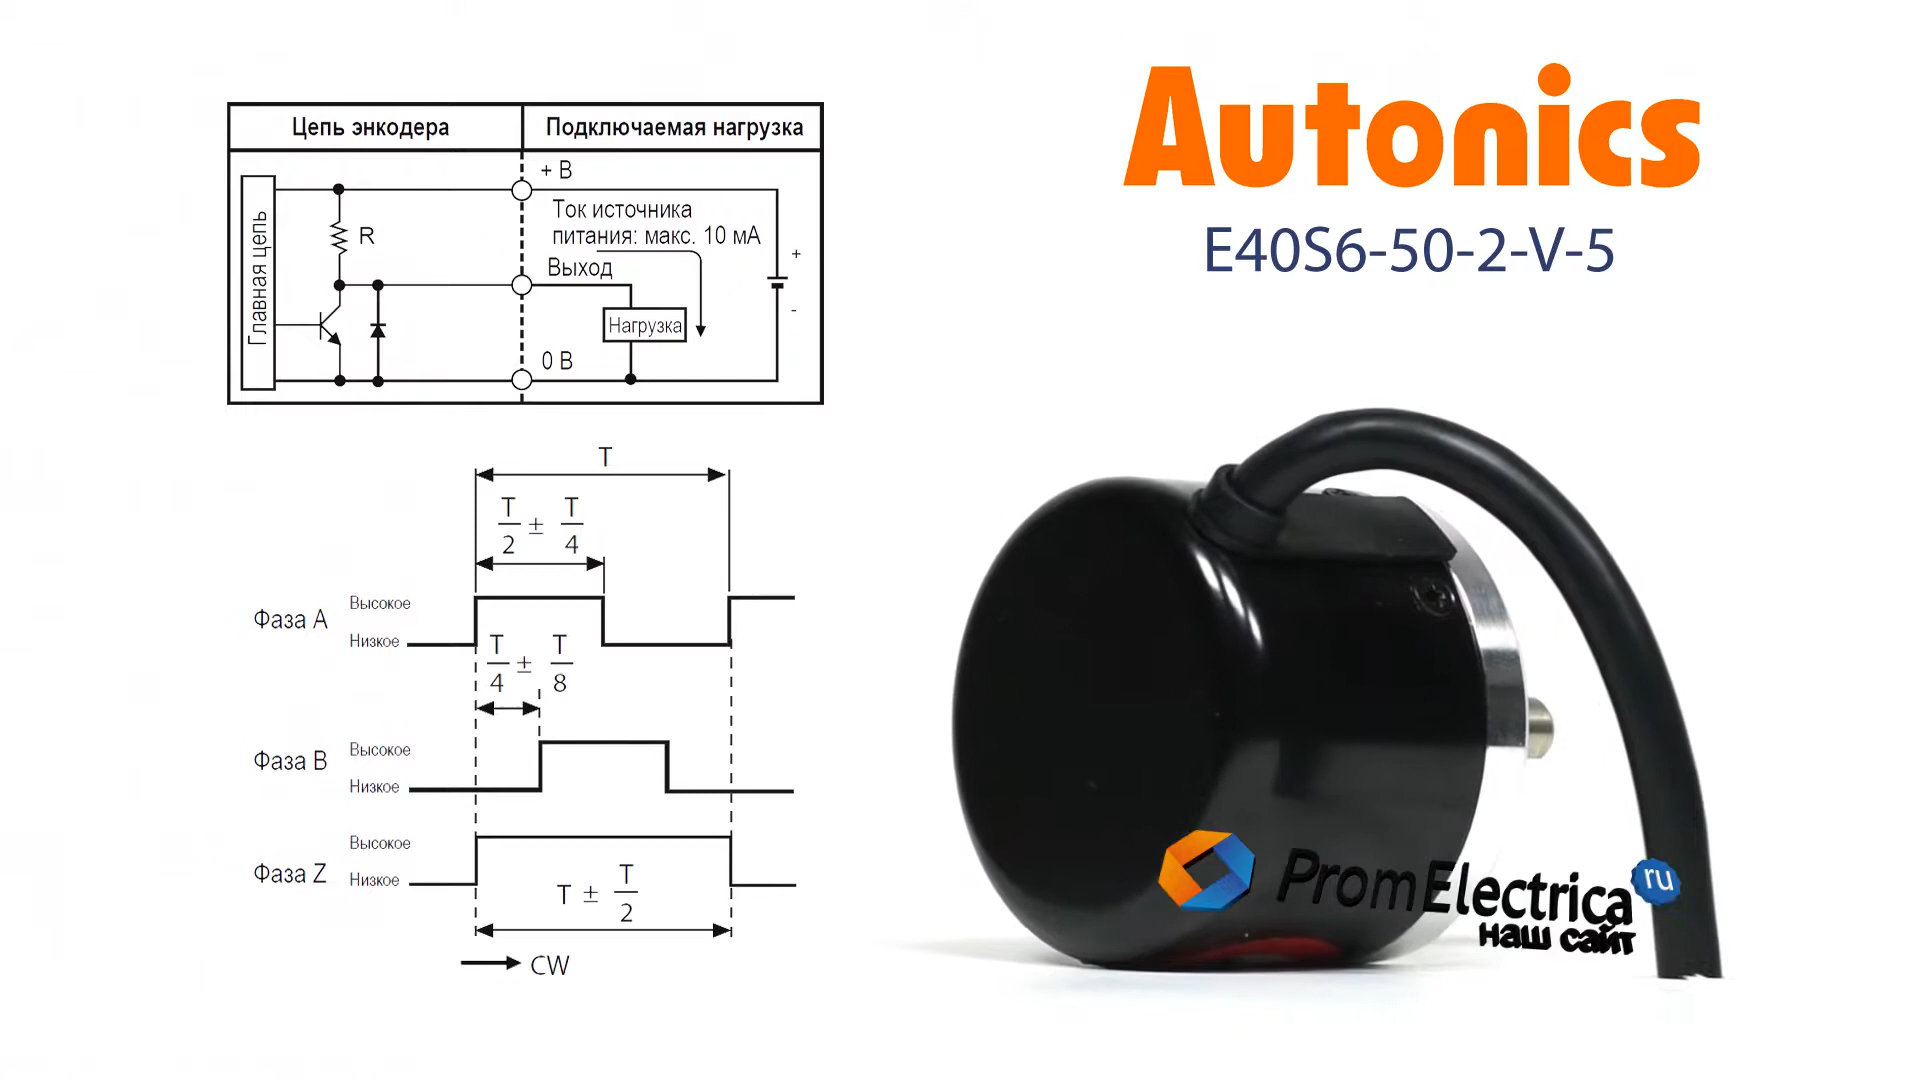 Цепь энкодера
Подключаемая нагрузка
Главная цепь
R
+ В
Ток источника
питания: макс. 10 мА
Выход
Нагрузка
0 В
+
-
T
T/2 ± T/4
Фаза A
Высокое
Низкое
T/4 ± T/8
Фаза B
Высокое
Низкое
Фаза Z
Высокое
Низкое
T ± T/2
CW
Autonics
E40S6-50-2-V-5
PromElectrica ru
наш сайт